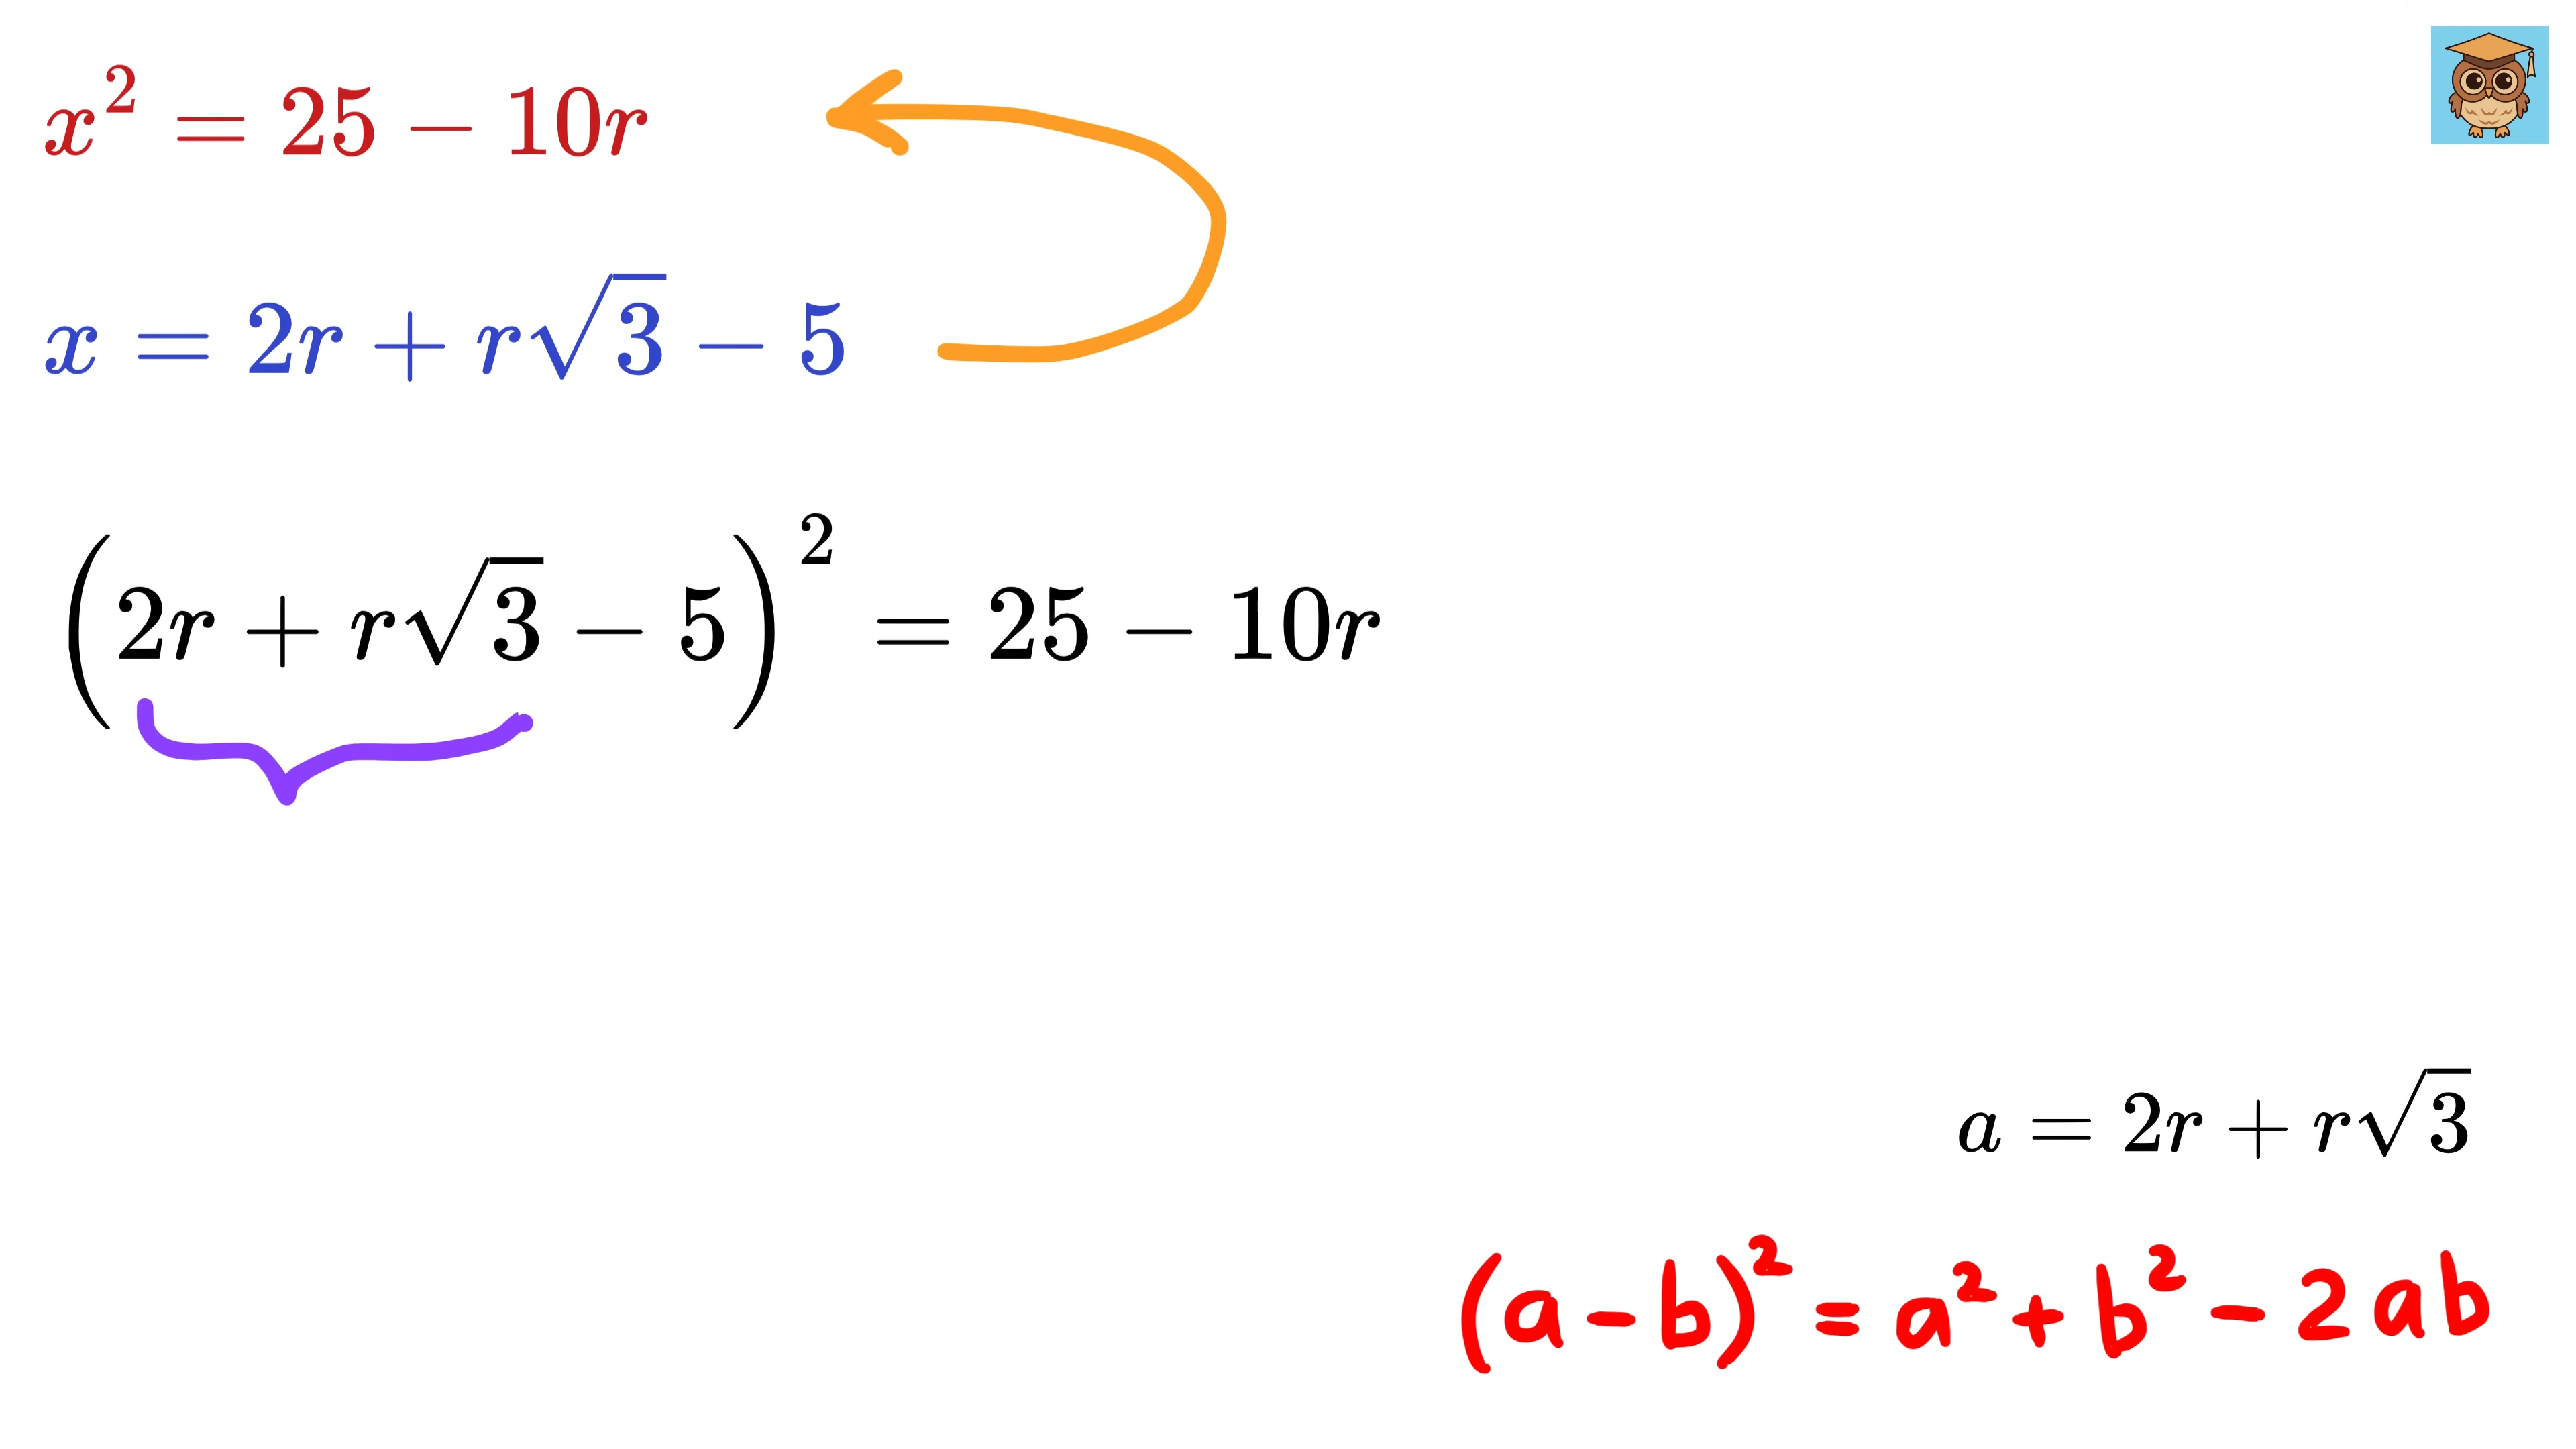 x² = 25 − 10r
x = 2r + r√3 − 5
(2r + r√3 − 5)² = 25 − 10r
a = 2r + r√3
(a − b)² = a² + b² − 2ab